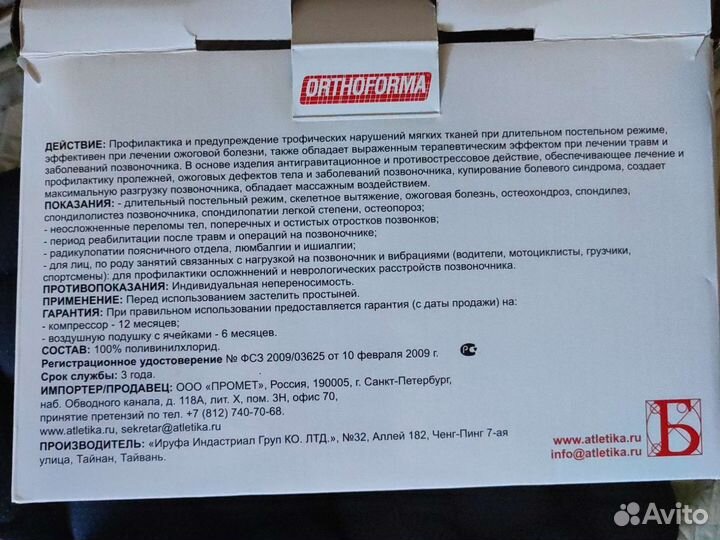 ORTHOFORMA
ДЕЙСТВИЕ: Профилактика и предупреждение трофических нарушений мягких тканей при длительном постельном режиме,
эффективен при лечении ожоговой болезни, также обладает выраженным терапевтическим эффектом при лечении травм и
заболеваний позвоночника. В основе изделия антигравитационное и противострессовое действие, обеспечивающее лечение и
профилактику пролежней, ожоговых дефектов тела и заболеваний позвоночника, купирование болевого синдрома, создает
максимальную разгрузку позвоночника, обладает массажным воздействием.
ПОКАЗАНИЯ: - длительный постельный режим, скелетное вытяжение, ожоговая болезнь, остеохондроз, спондилез,
спондилолистез позвоночника, спондилопатии легкой степени, остеопороз;
- неосложненные переломы тел, поперечных и остистых отростков позвонков;
- период реабилитации после травм и операций на позвоночнике;
- радикулопатии поясничного отдела, люмбалгии и ишиалгии;
- для лиц, по роду занятий связанных с нагрузкой на позвоночник и вибрациями (водители, мотоциклисты, грузчики,
спортсмены): для профилактики осложннений и неврологических расстройств позвоночника.
ПРОТИВОПОКАЗАНИЯ: Индивидуальная непереносимость.
ПРИМЕНЕНИЕ: Перед использованием застелить простыней.
ГАРАНТИЯ: При правильном использовании предоставляется гарантия (с даты продажи) на:
- компрессор - 12 месяцев;
- воздушную подушку с ячейками - 6 месяцев.
СОСТАВ: 100% поливинилхлорид.
Регистрационное удостоверение № ФСЗ 2009/03625 от 10 февраля 2009 г.
Срок службы: 3 года.
ИМПОРТЕР/ПРОДАВЕЦ: ООО «ПРОМЕТ», Россия, 190005, г. Санкт-Петербург,
наб. Обводного канала, д. 118А, лит. Х, пом. 3Н, офис 70,
принятие претензий по тел. +7 (812) 740-70-68.
www.atletika.ru, sekretar@atletika.ru
ПРОИЗВОДИТЕЛЬ: «Ируфа Индастриал Груп КО. ЛТД.», №32, Аллей 182, Ченг-Пинг 7-ая
улица, Тайнан, Тайвань.
www.atletika.ru
info@atletika.ru
Б
Avito